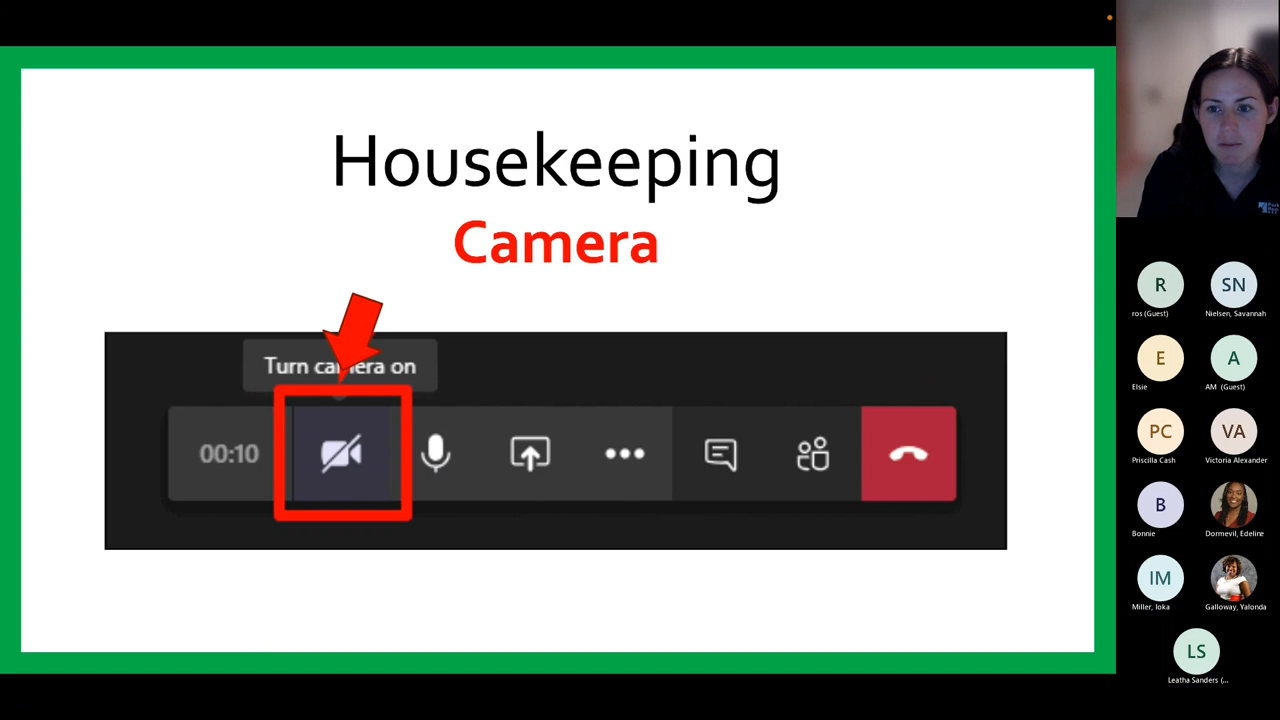 Housekeeping
Camera
Turn camera on
00:10
R
ros (Guest)
SN
Nielsen, Savannah
E
Elsie
A
AM (Guest)
PC
Priscilla Cash
VA
Victoria Alexander
B
Bonnie
Dormevil, Edeline
IM
Miller, Ioka
Galloway, Yalonda
LS
Leatha Sanders (...